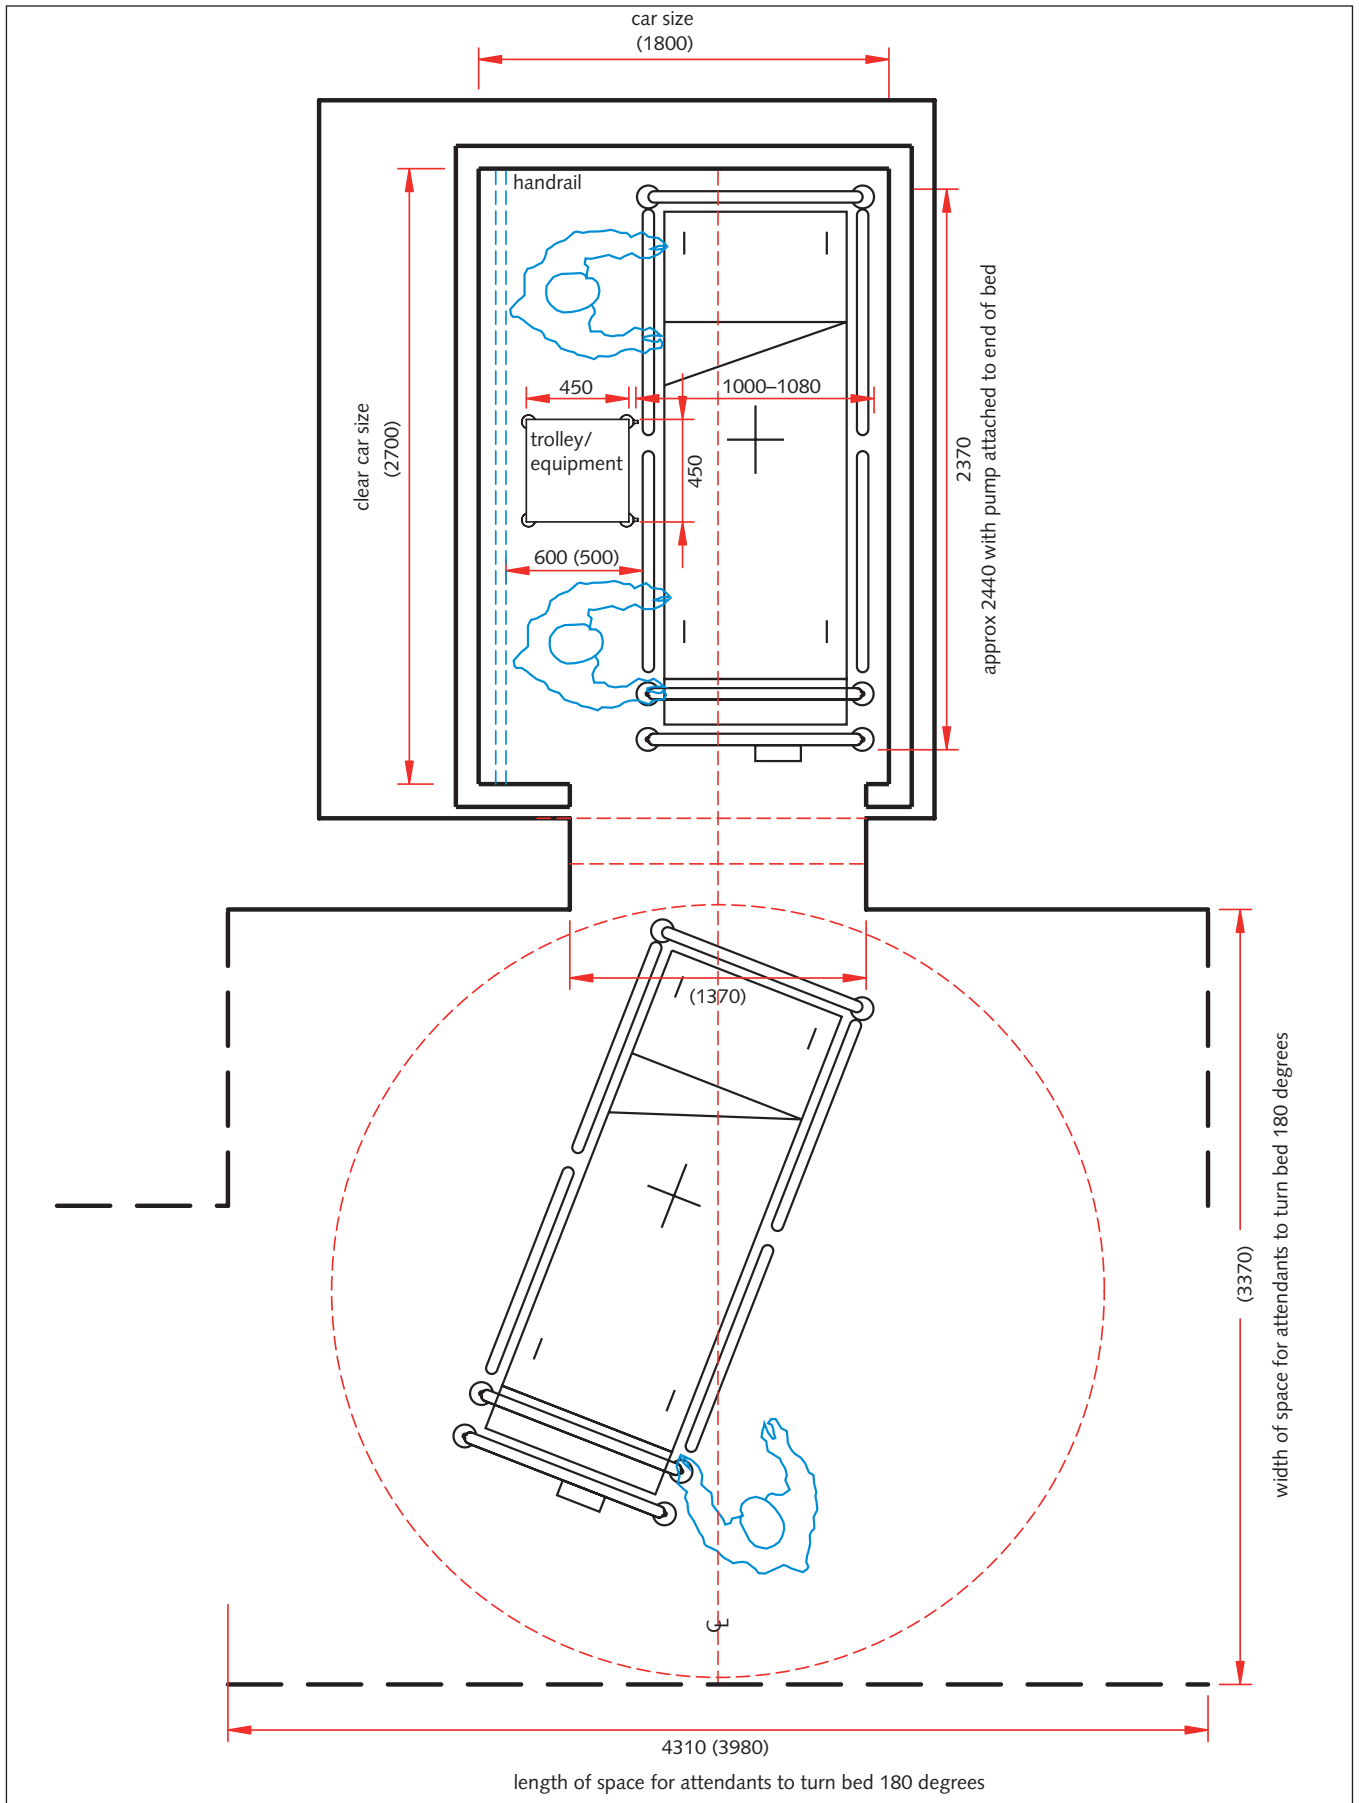 car size
(1800)
handrail
clear car size
(2700)
450
1000–1080
trolley/
equipment
450
600 (500)
2370
approx 2440 with pump attached to end of bed
(1370)
(3370)
width of space for attendants to turn bed 180 degrees
CL
4310 (3980)
length of space for attendants to turn bed 180 degrees